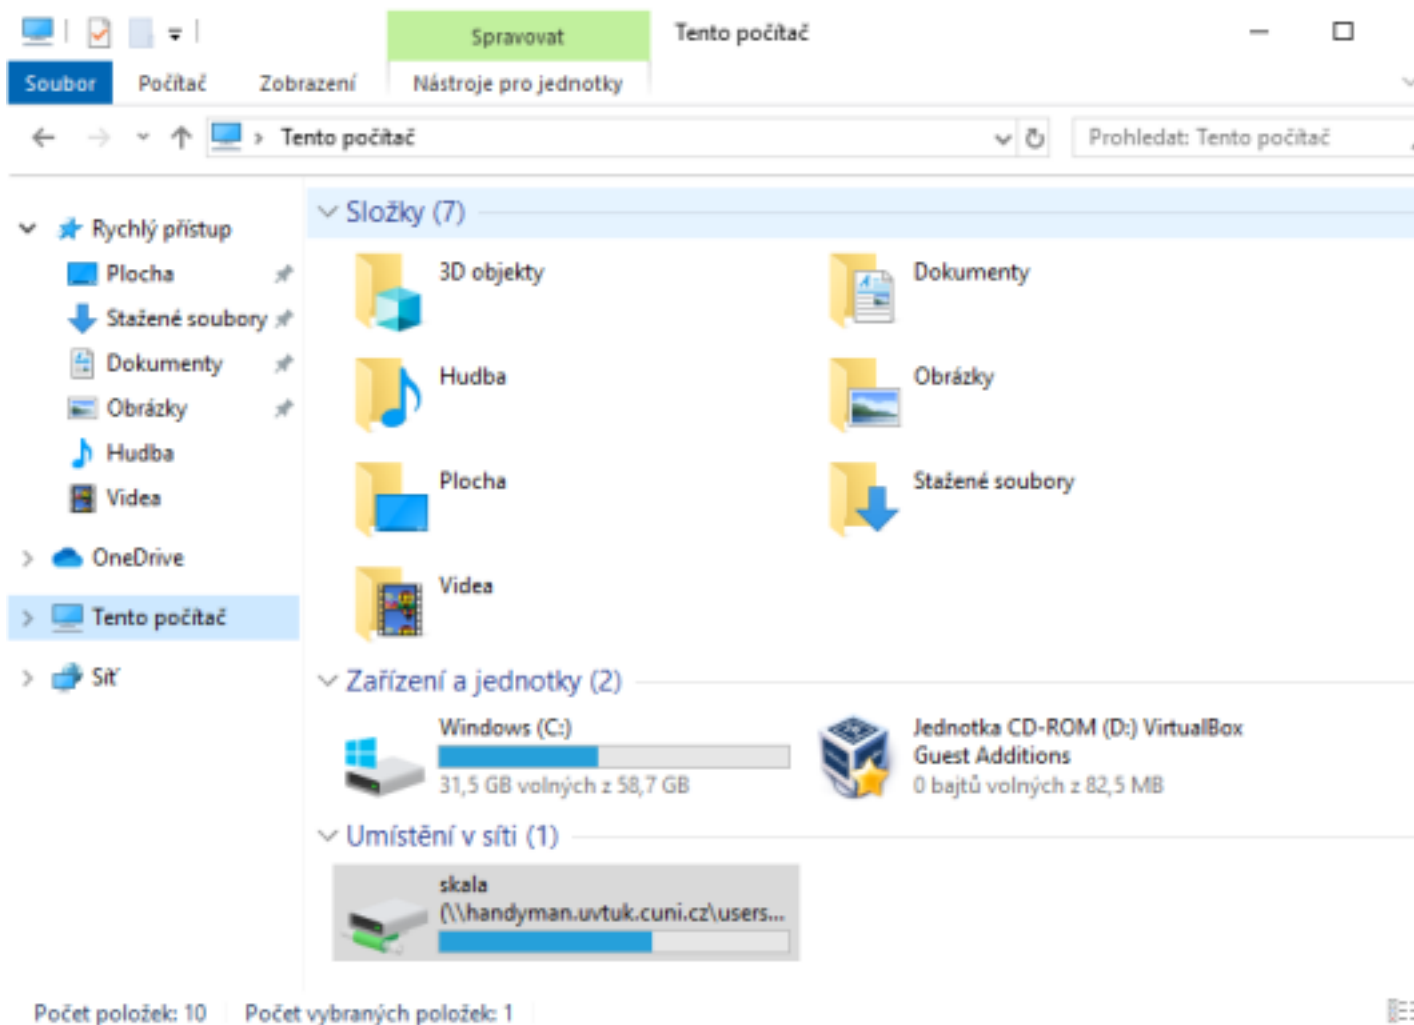 Spravovat
Tento počítač
Soubor
Počítač
Zobrazení
Nástroje pro jednotky
Tento počítač
Prohledat: Tento počítač
Rychlý přístup
Plocha
Stažené soubory
Dokumenty
Obrázky
Hudba
Videa
OneDrive
Tento počítač
Síť
Složky (7)
3D objekty
Dokumenty
Hudba
Obrázky
Plocha
Stažené soubory
Videa
Zařízení a jednotky (2)
Windows (C:)
31,5 GB volných z 58,7 GB
Jednotka CD-ROM (D:) VirtualBox
Guest Additions
0 bajtů volných z 82,5 MB
Umístění v síti (1)
skala
(\\handyman.uvtuk.cuni.cz\users...
Počet položek: 10
Počet vybraných položek: 1